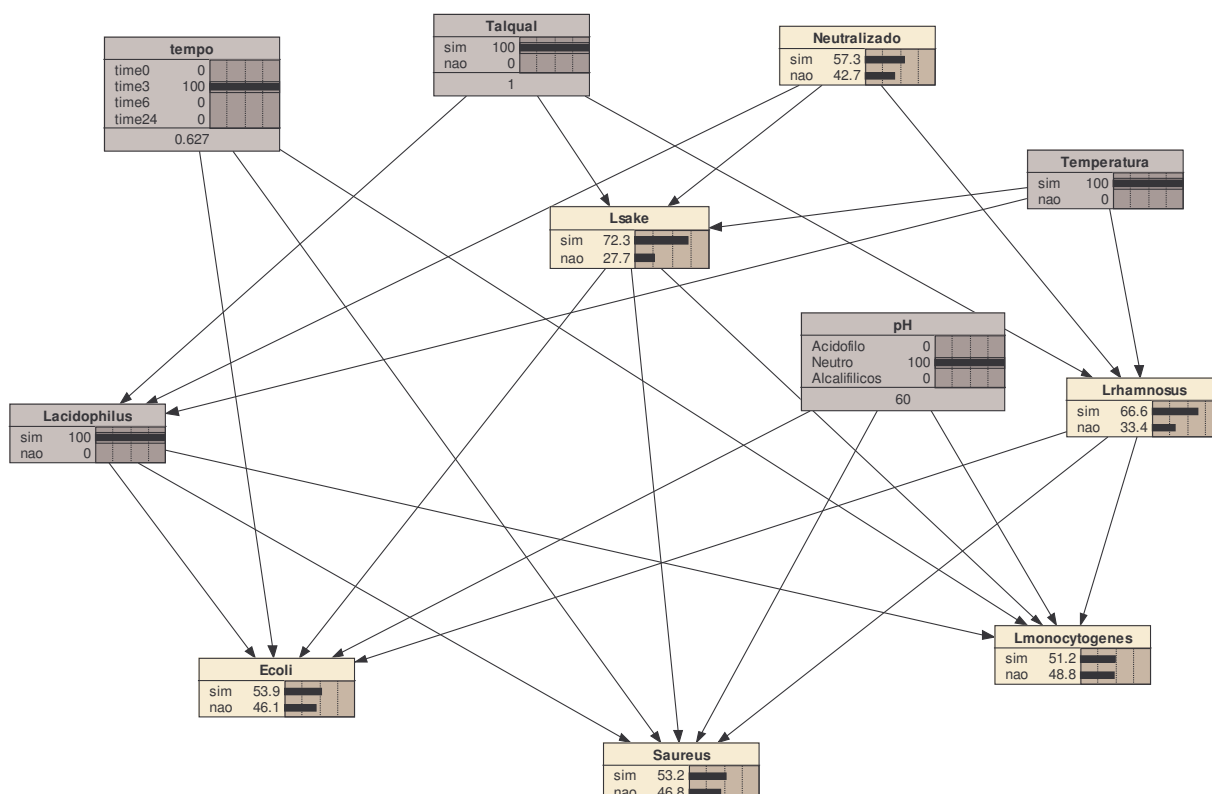 tempo
time0 0
time3 100
time6 0
time24 0
0.627
Talqual
sim 100
nao 0
1
Neutralizado
sim 57.3
nao 42.7
Temperatura
sim 100
nao 0
Lsake
sim 72.3
nao 27.7
pH
Acidofilo 0
Neutro 100
Alcalifilicos 0
60
Lrhamnosus
sim 66.6
nao 33.4
Lacidophilus
sim 100
nao 0
Lmonocytogenes
sim 51.2
nao 48.8
Ecoli
sim 53.9
nao 46.1
Saureus
sim 53.2
nao 46.8